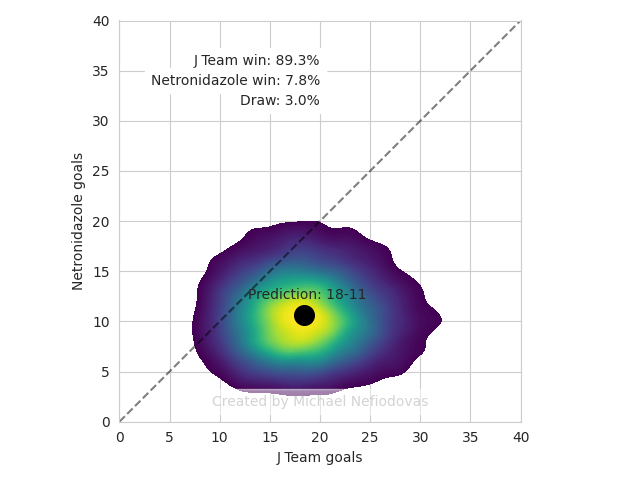 40
35
30
25
20
15
10
5
0
Netronidazole goals
J Team win: 89.3%
Netronidazole win: 7.8%
Draw: 3.0%
Prediction: 18-11
Created by Michael Nefiodovas
0 5 10 15 20 25 30 35 40
J Team goals